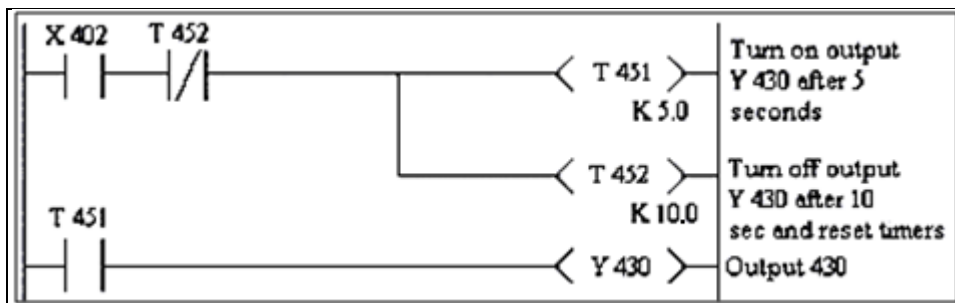 X 402 T 452
T 451
K 5.0
Turn on output
Y 430 after 5
seconds
T 452
K 10.0
Turn off output
Y 430 after 10
sec and reset timers
T 451
Y 430
Output 430